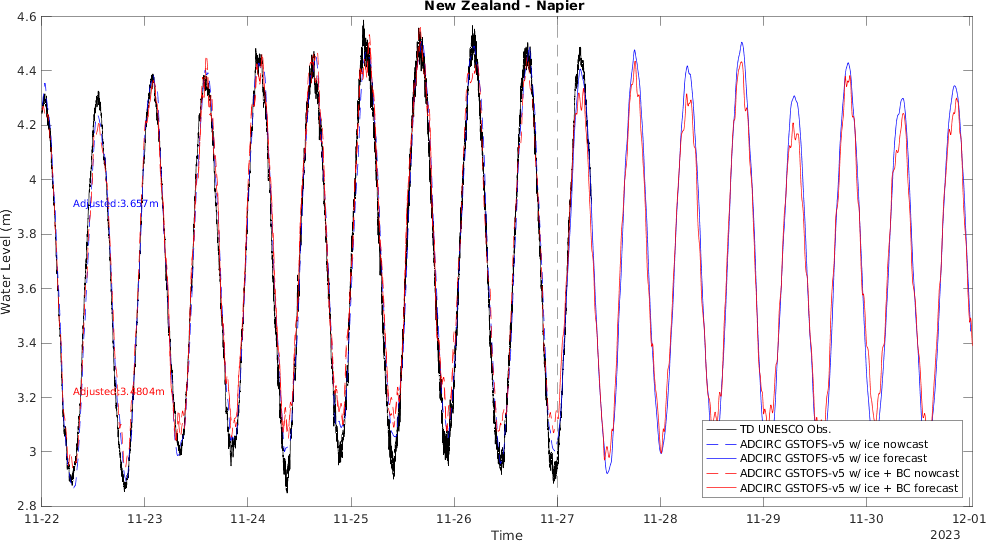 New Zealand - Napier
4.6
4.4
4.2
4
3.8
3.6
3.4
3.2
3
2.8
Water Level (m)
Adjusted:3.657m
Adjusted:3.4804m
TD UNESCO Obs.
ADCIRC GSTOFS-v5 w/ ice nowcast
ADCIRC GSTOFS-v5 w/ ice forecast
ADCIRC GSTOFS-v5 w/ ice + BC nowcast
ADCIRC GSTOFS-v5 w/ ice + BC forecast
11-22 11-23 11-24 11-25 11-26 11-27 11-28 11-29 11-30 12-01
Time
2023